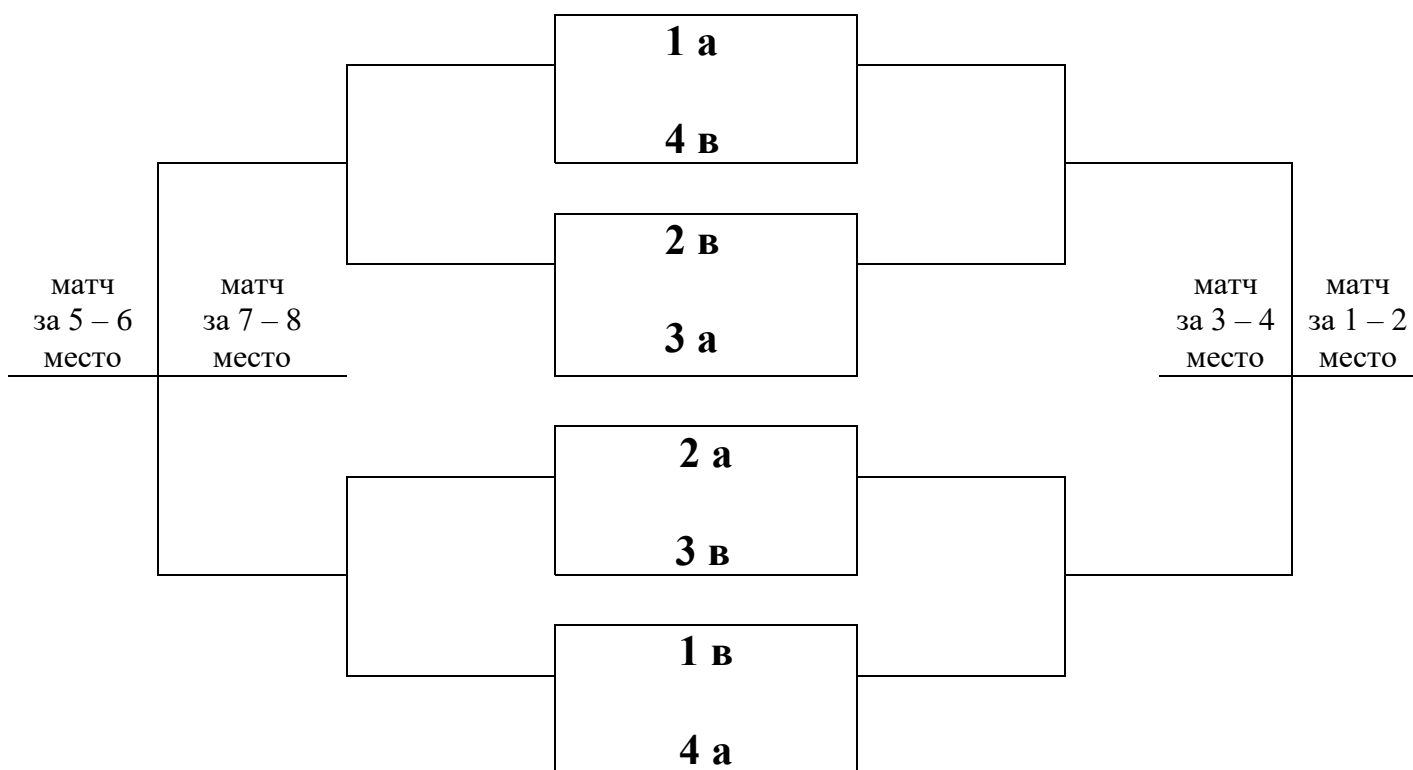 1 а
4 в
2 в
3 а
матч
за 5 – 6
место
матч
за 7 – 8
место
матч
за 3 – 4
место
матч
за 1 – 2
место
2 а
3 в
1 в
4 а